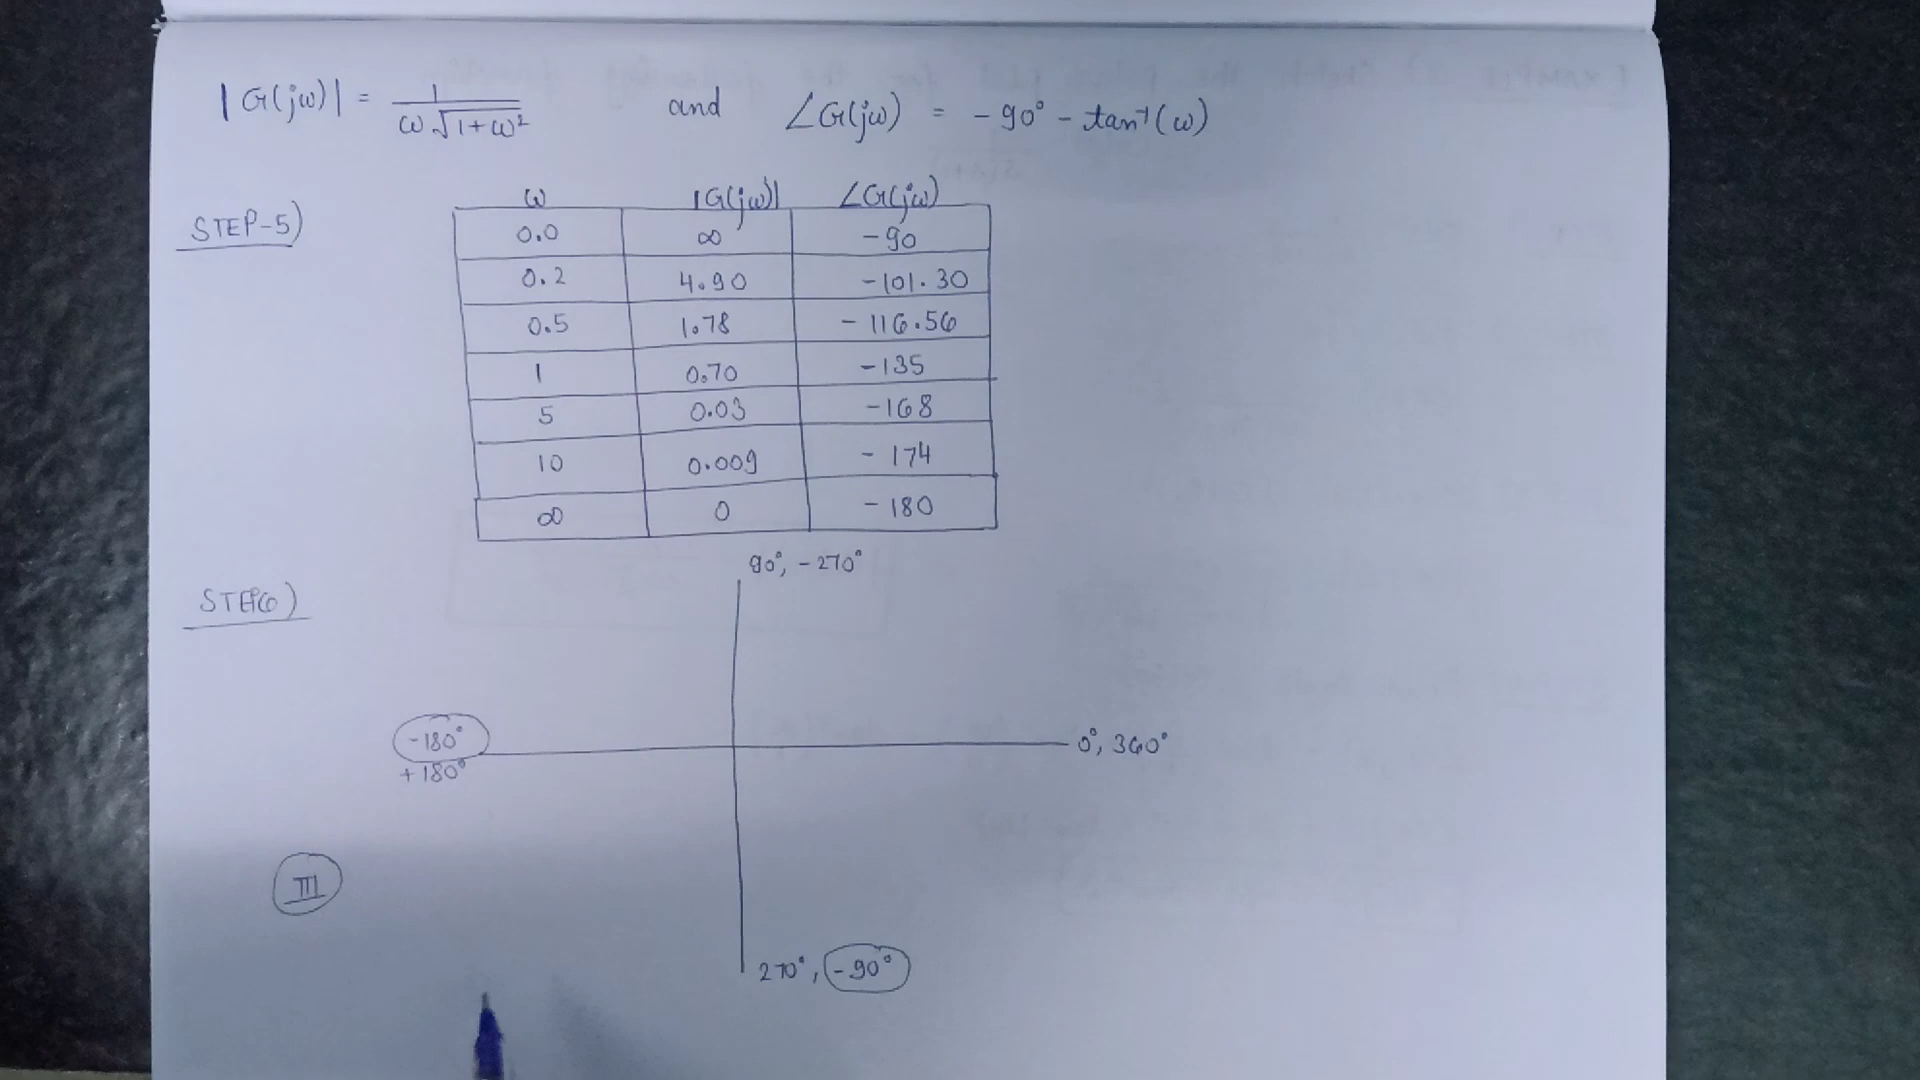 |G(jω)| = 1 / ω√1+ω² and ∠G(jω) = -90° - tan⁻¹(ω)
STEP-5)
ω |G(jω)| ∠G(jω)
0.0 ∞ -90
0.2 4.90 -101.30
0.5 1.78 -116.56
1 0.70 -135
5 0.03 -168
10 0.009 -174
∞ 0 -180
90°, -270°
STEP6)
-180°
+180°
0°, 360°
III
270°, -90°